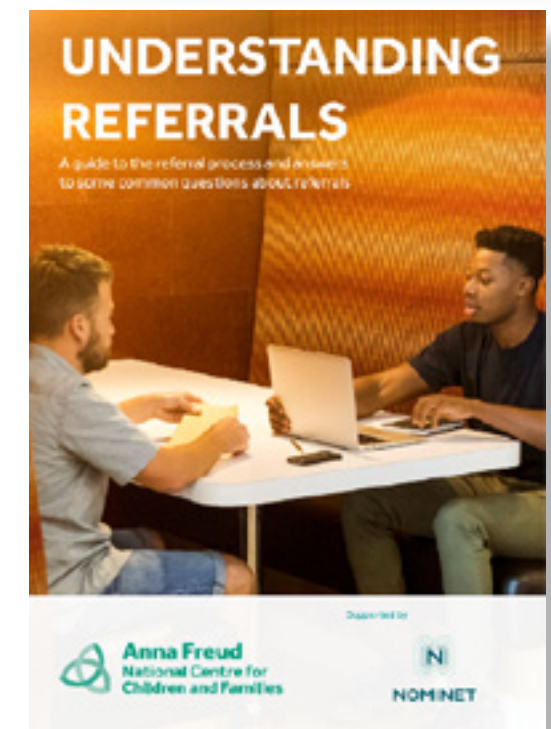 UNDERSTANDING
REFERRALS
A guide to the referral process and answers
to some common questions about referrals
Supported by
Anna Freud
National Centre for
Children and Families
N
NOMINET